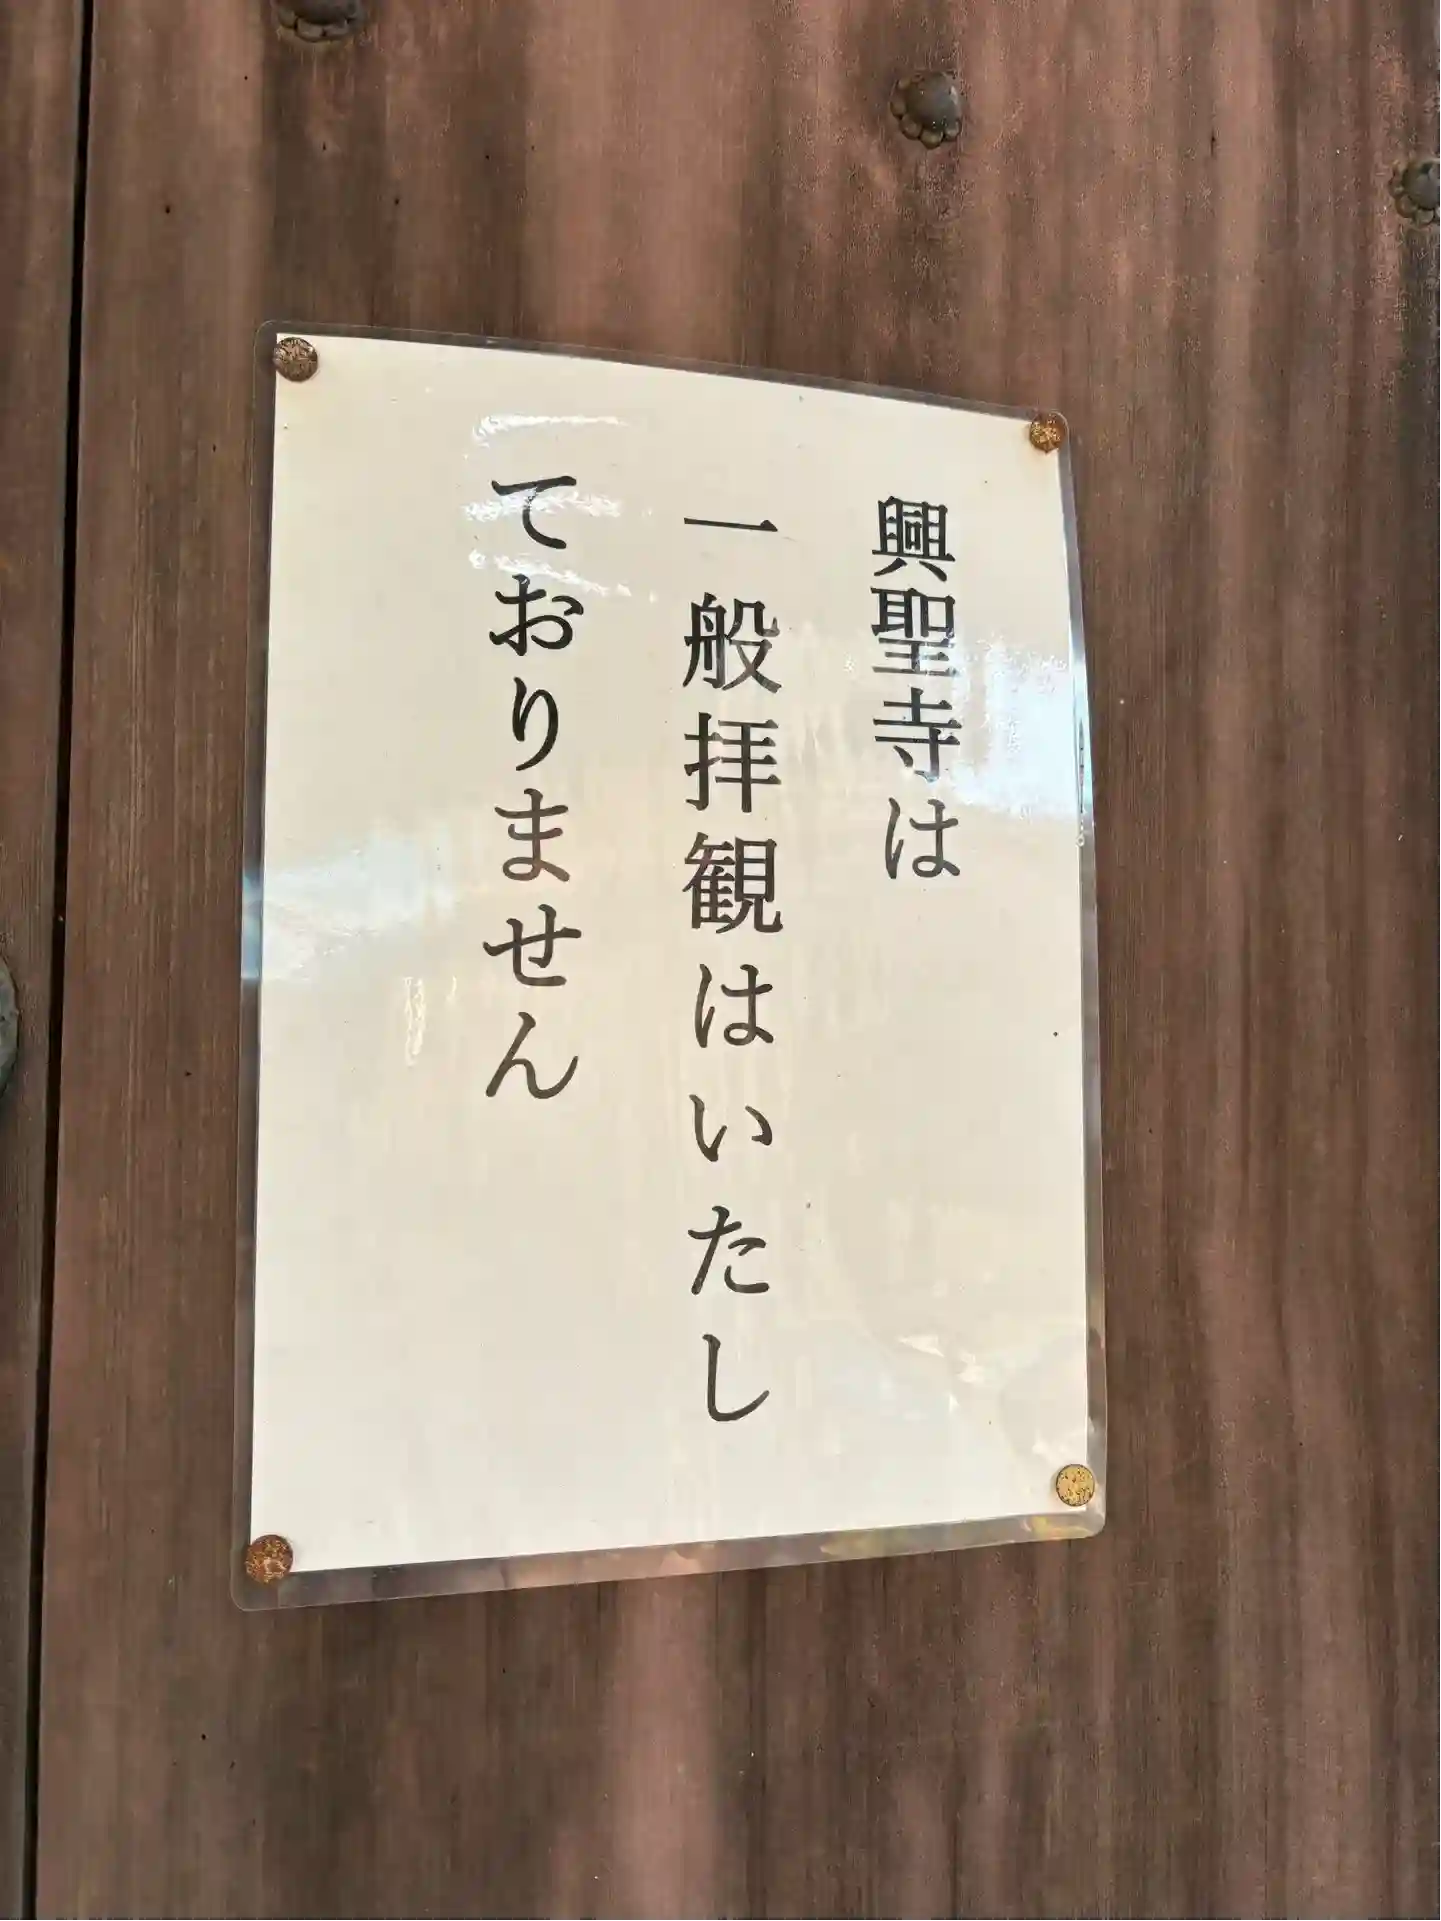 興聖寺は
一般拝観はいたし
ておりません